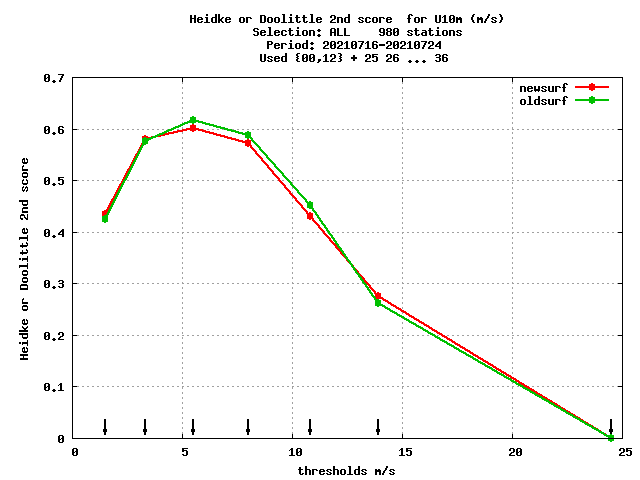 Heidke or Doolittle 2nd score  for U10m (m/s)
Selection: ALL    980 stations
Period: 20210716-20210724
Used {00,12} + 25 26 ... 36
newsurf
oldsurf
Heidke or Doolittle 2nd score
0.7
0.6
0.5
0.4
0.3
0.2
0.1
0
0 5 10 15 20 25
thresholds m/s